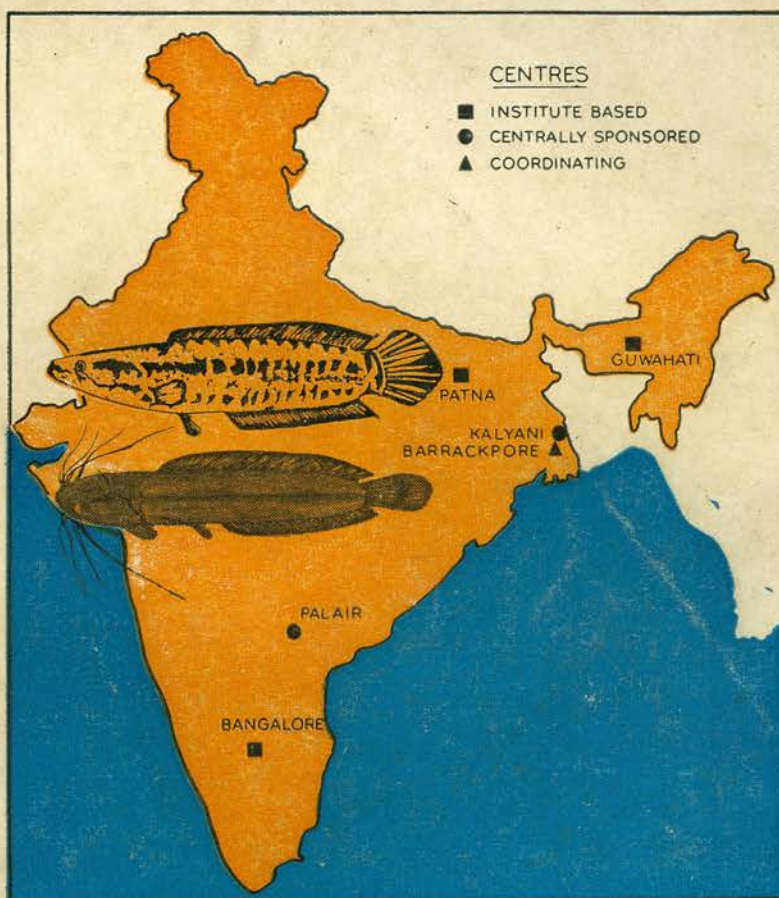 CENTRES
INSTITUTE BASED
CENTRALLY SPONSORED
COORDINATING
GUWAHATI
PATNA
KALYANI
BARRACKPORE
PALAIR
BANGALORE